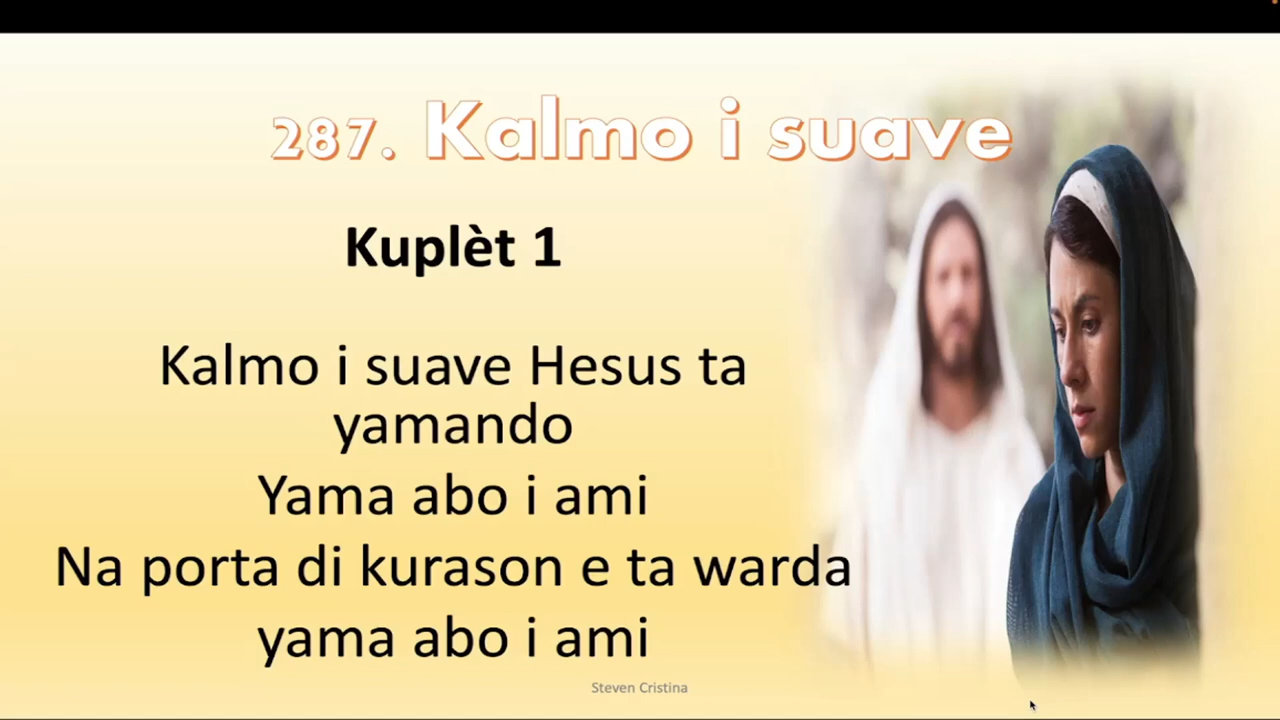 287. Kalmo i suave
Kuplèt 1
Kalmo i suave Hesus ta
yamando
Yama abo i ami
Na porta di kurason e ta warda
yama abo i ami
Steven Cristina